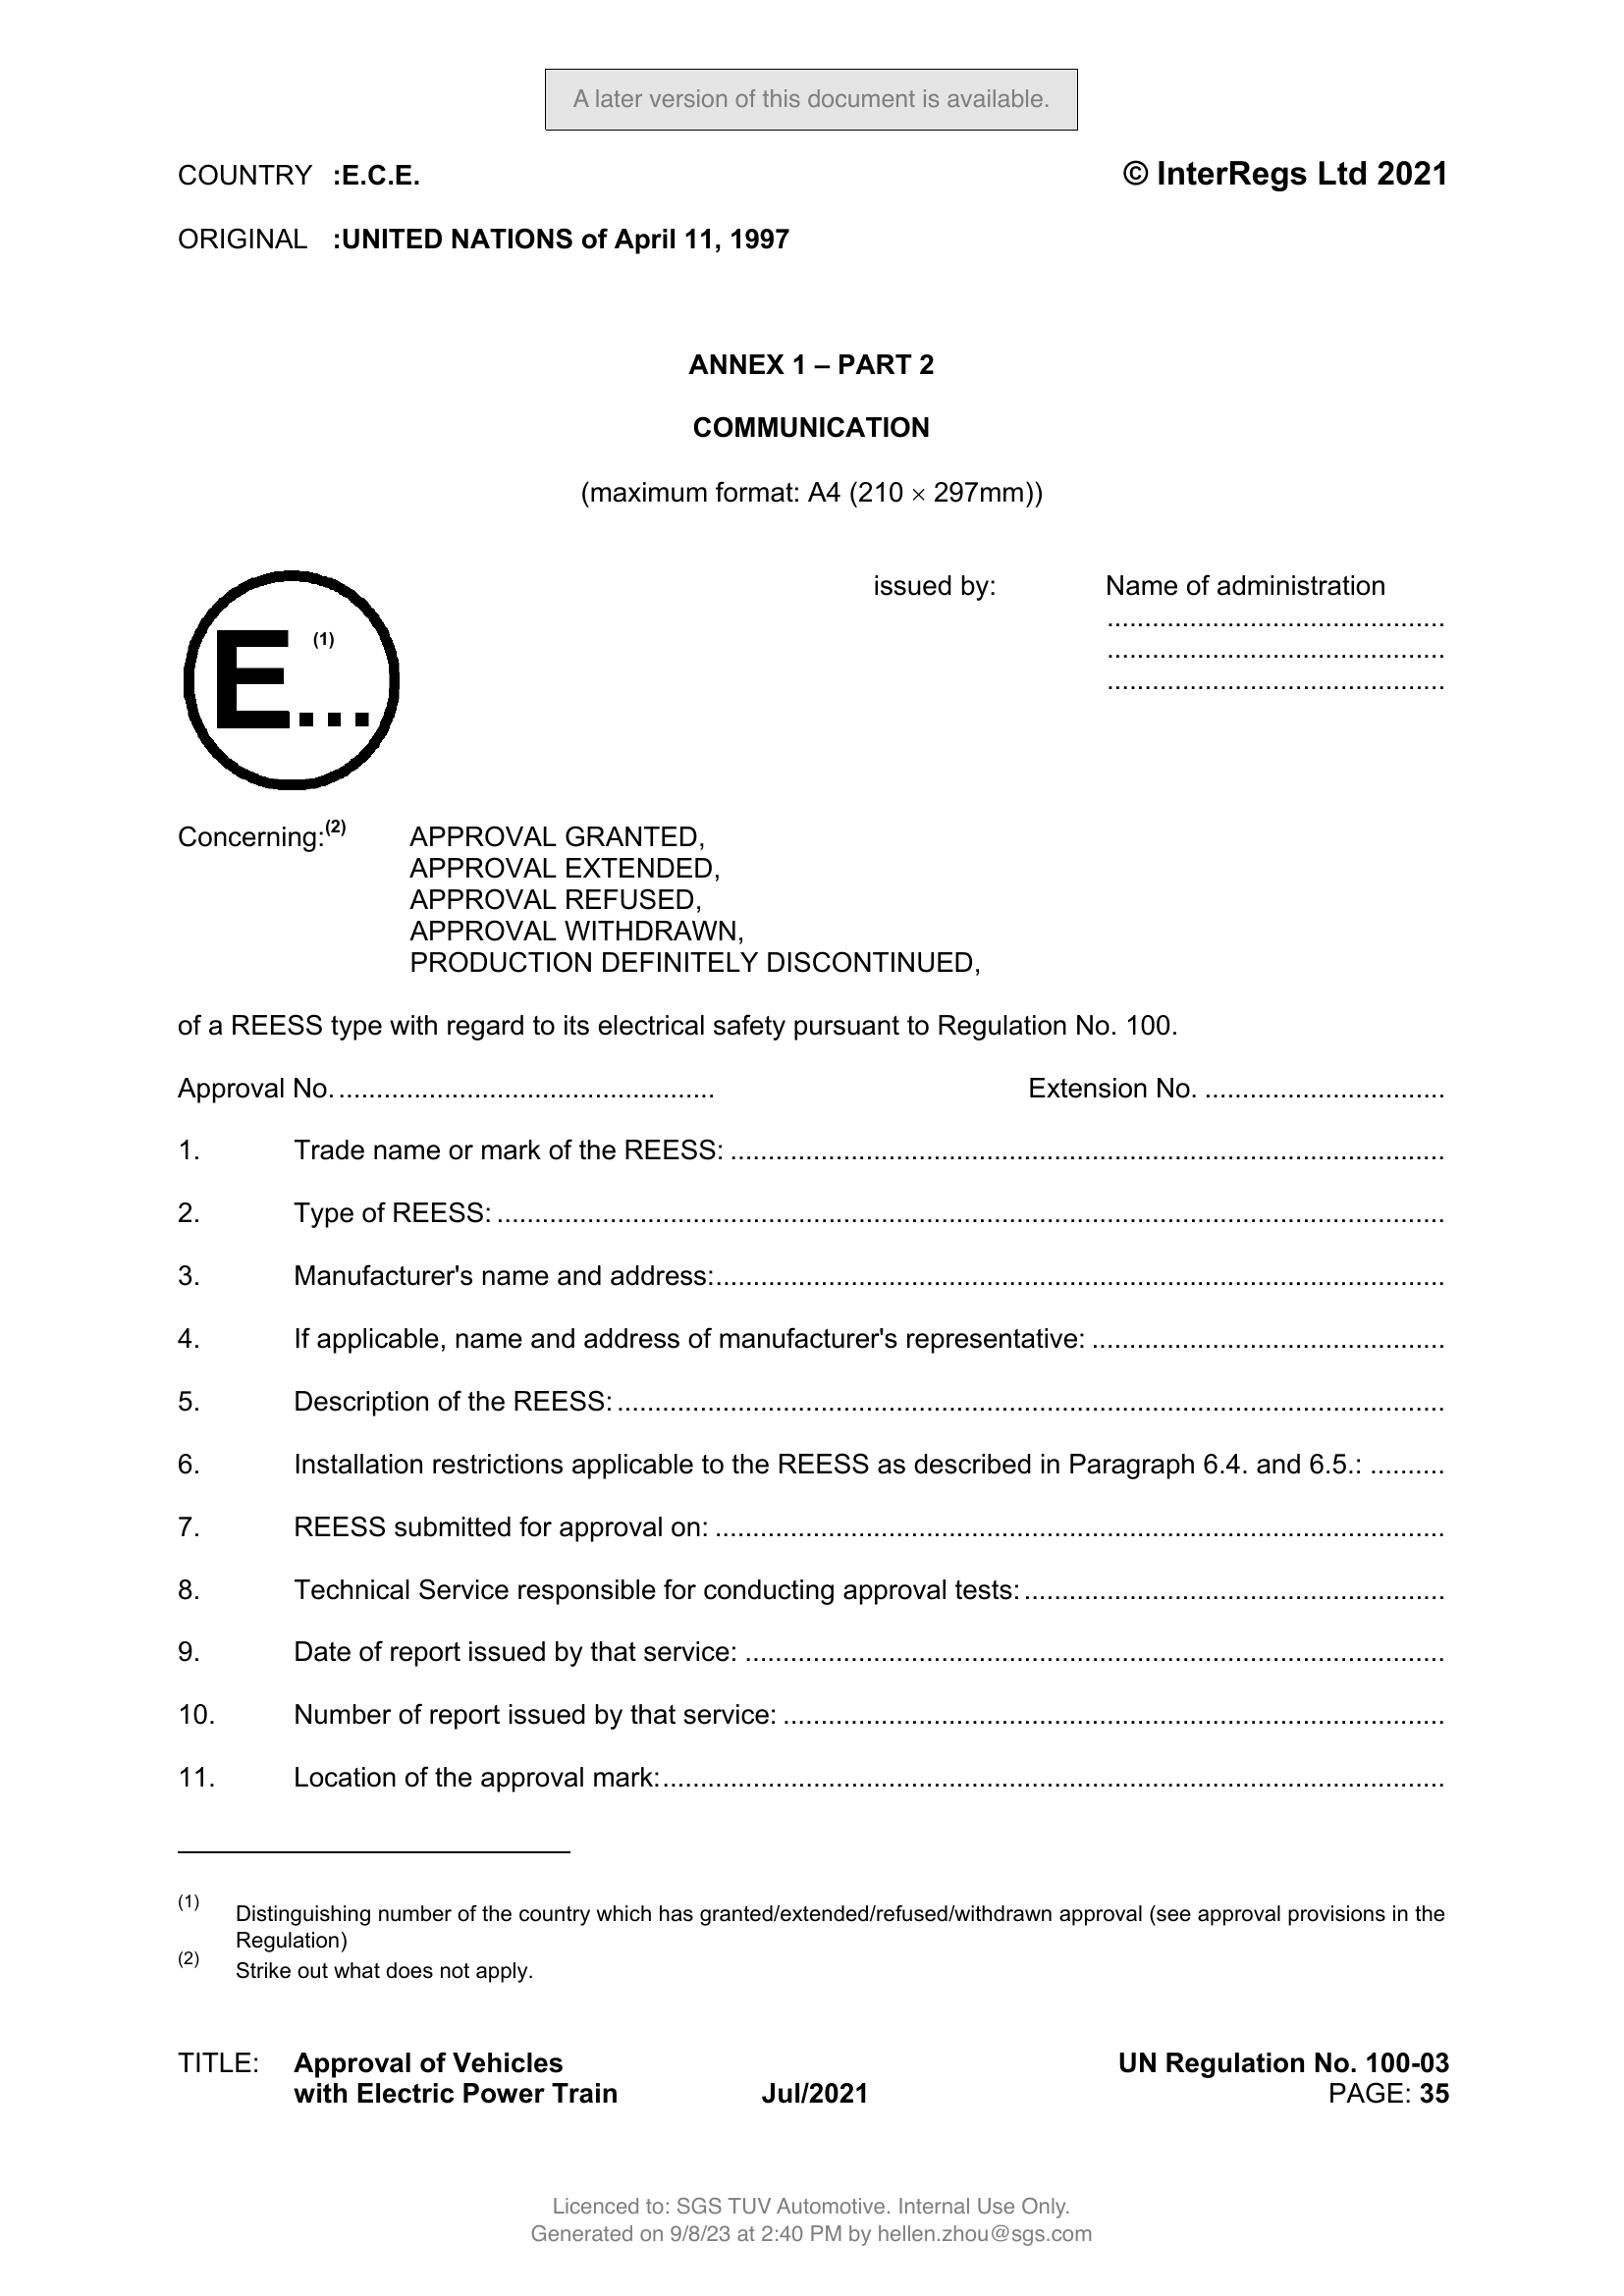 A later version of this document is available.
COUNTRY :E.C.E. © InterRegs Ltd 2021
ORIGINAL :UNITED NATIONS of April 11, 1997
ANNEX 1 – PART 2
COMMUNICATION
(maximum format: A4 (210 × 297mm))
issued by: Name of administration
.............................................
.............................................
.............................................
E... (1)
Concerning:(2) APPROVAL GRANTED,
APPROVAL EXTENDED,
APPROVAL REFUSED,
APPROVAL WITHDRAWN,
PRODUCTION DEFINITELY DISCONTINUED,
of a REESS type with regard to its electrical safety pursuant to Regulation No. 100.
Approval No. .................................................. Extension No. ................................
1. Trade name or mark of the REESS: ...............................................................................................
2. Type of REESS: ..............................................................................................................................
3. Manufacturer's name and address: .................................................................................................
4. If applicable, name and address of manufacturer's representative: ...............................................
5. Description of the REESS: ..............................................................................................................
6. Installation restrictions applicable to the REESS as described in Paragraph 6.4. and 6.5.: ..........
7. REESS submitted for approval on: .................................................................................................
8. Technical Service responsible for conducting approval tests: ........................................................
9. Date of report issued by that service: .............................................................................................
10. Number of report issued by that service: ........................................................................................
11. Location of the approval mark: ........................................................................................................
(1) Distinguishing number of the country which has granted/extended/refused/withdrawn approval (see approval provisions in the
Regulation)
(2) Strike out what does not apply.
TITLE: Approval of Vehicles UN Regulation No. 100-03
with Electric Power Train Jul/2021 PAGE: 35
Licenced to: SGS TUV Automotive. Internal Use Only.
Generated on 9/8/23 at 2:40 PM by hellen.zhou@sgs.com